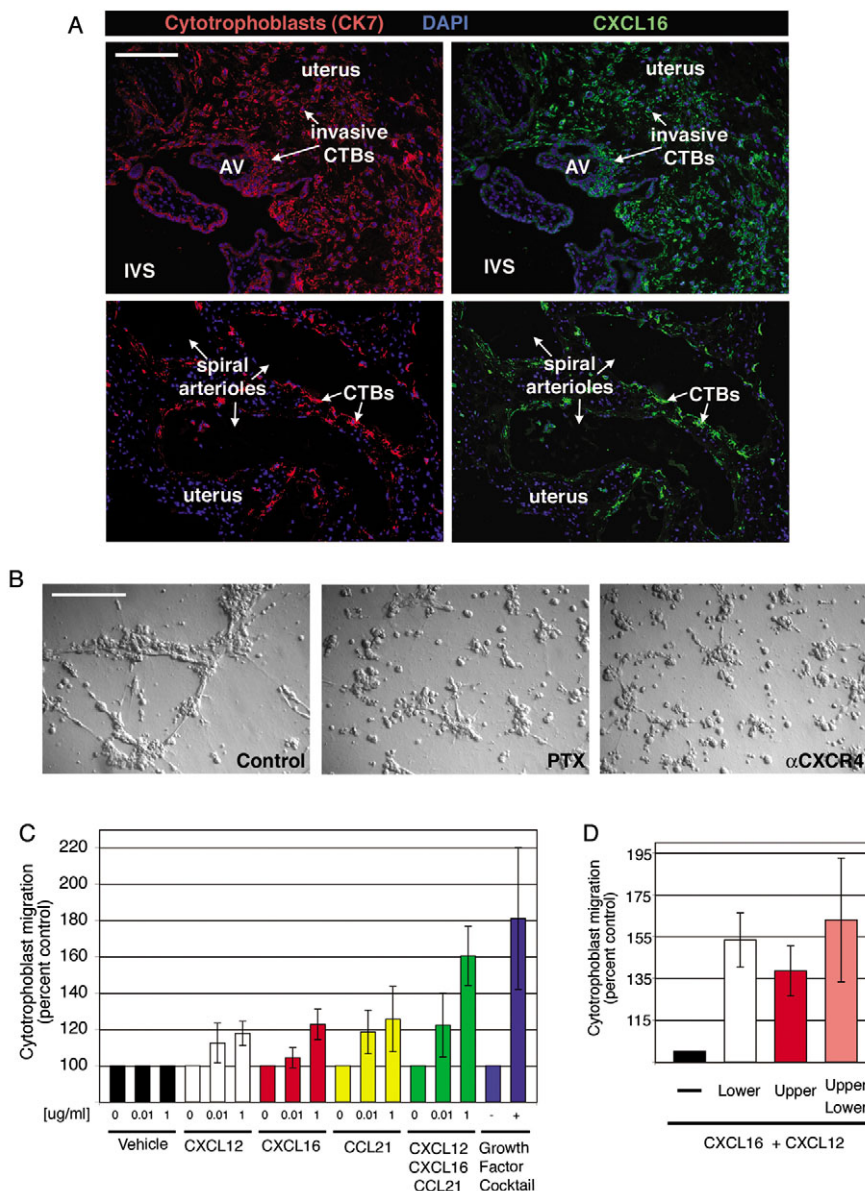 A
Cytotrophoblasts (CK7) DAPI CXCL16
uterus
invasive
CTBs
AV
IVS
uterus
invasive
CTBs
AV
IVS
spiral
arterioles
CTBs
uterus
spiral
arterioles
CTBs
uterus
B
Control
PTX
αCXCR4
C
Cytotrophoblast migration
(percent control)
220
200
180
160
140
120
100
[ug/ml] 0 0.01 1 0 0.01 1 0 0.01 1 0 0.01 1 0 0.01 1 - +
Vehicle CXCL12 CXCL16 CCL21 CXCL12 Growth
CXCL16 Factor
CCL21 Cocktail
D
Cytotrophoblast migration
(percent control)
195
175
155
135
115
— Lower Upper Upper
Lower
CXCL16 + CXCL12